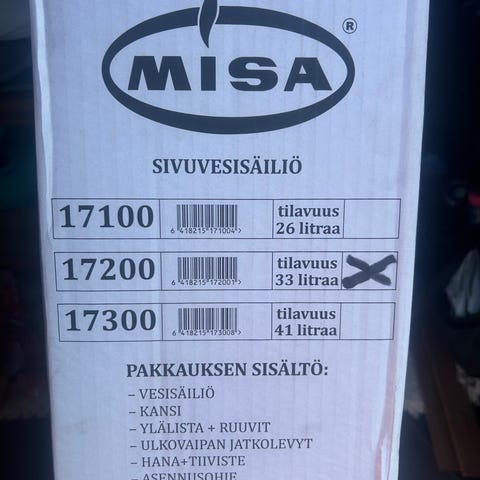 MISA ®
SIVUVESISÄILIÖ
17100 6 418215 171004 > tilavuus
26 litraa
17200 6 418215 172001 > tilavuus
33 litraa
17300 6 418215 173008 > tilavuus
41 litraa
PAKKAUKSEN SISÄLTÖ:
– VESISÄILIÖ
– KANSI
– YLÄLISTA + RUUVIT
– ULKOVAIPAN JATKOLEVYT
– HANA+TIIVISTE
– ASENNUSOHJE